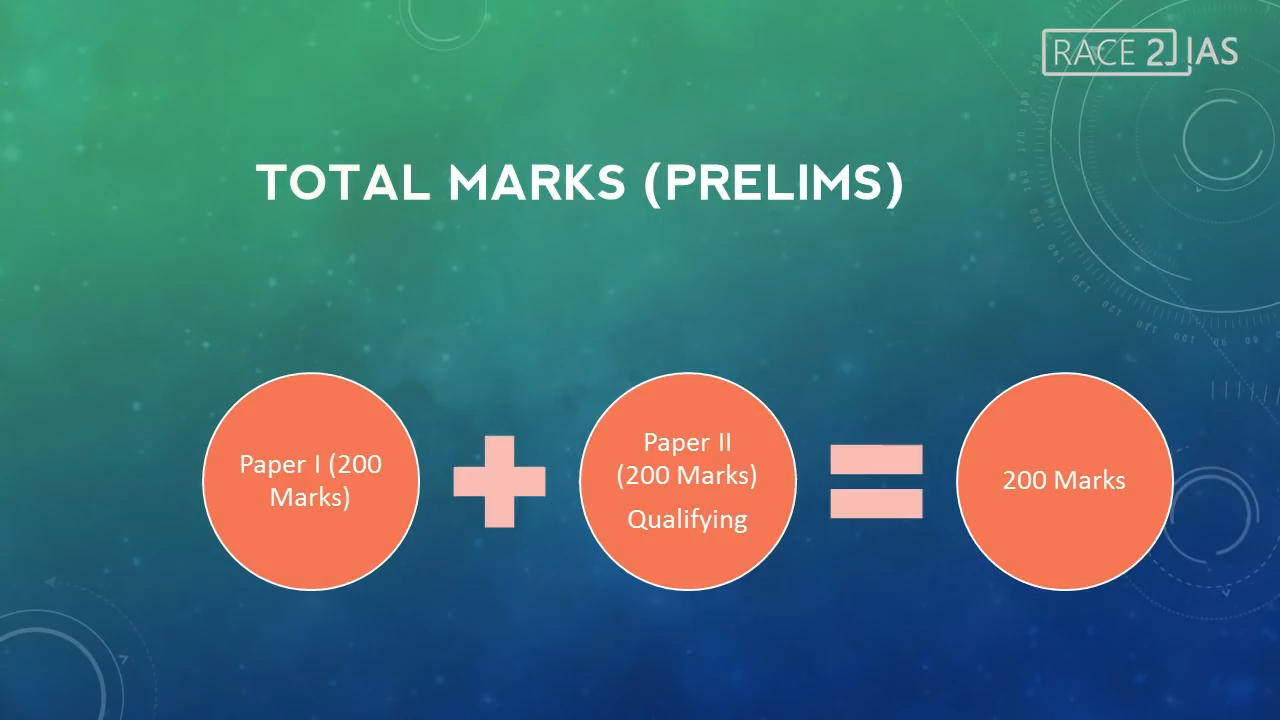 RACE 2 IAS
TOTAL MARKS (PRELIMS)
Paper I (200
Marks)
Paper II
(200 Marks)
Qualifying
200 Marks